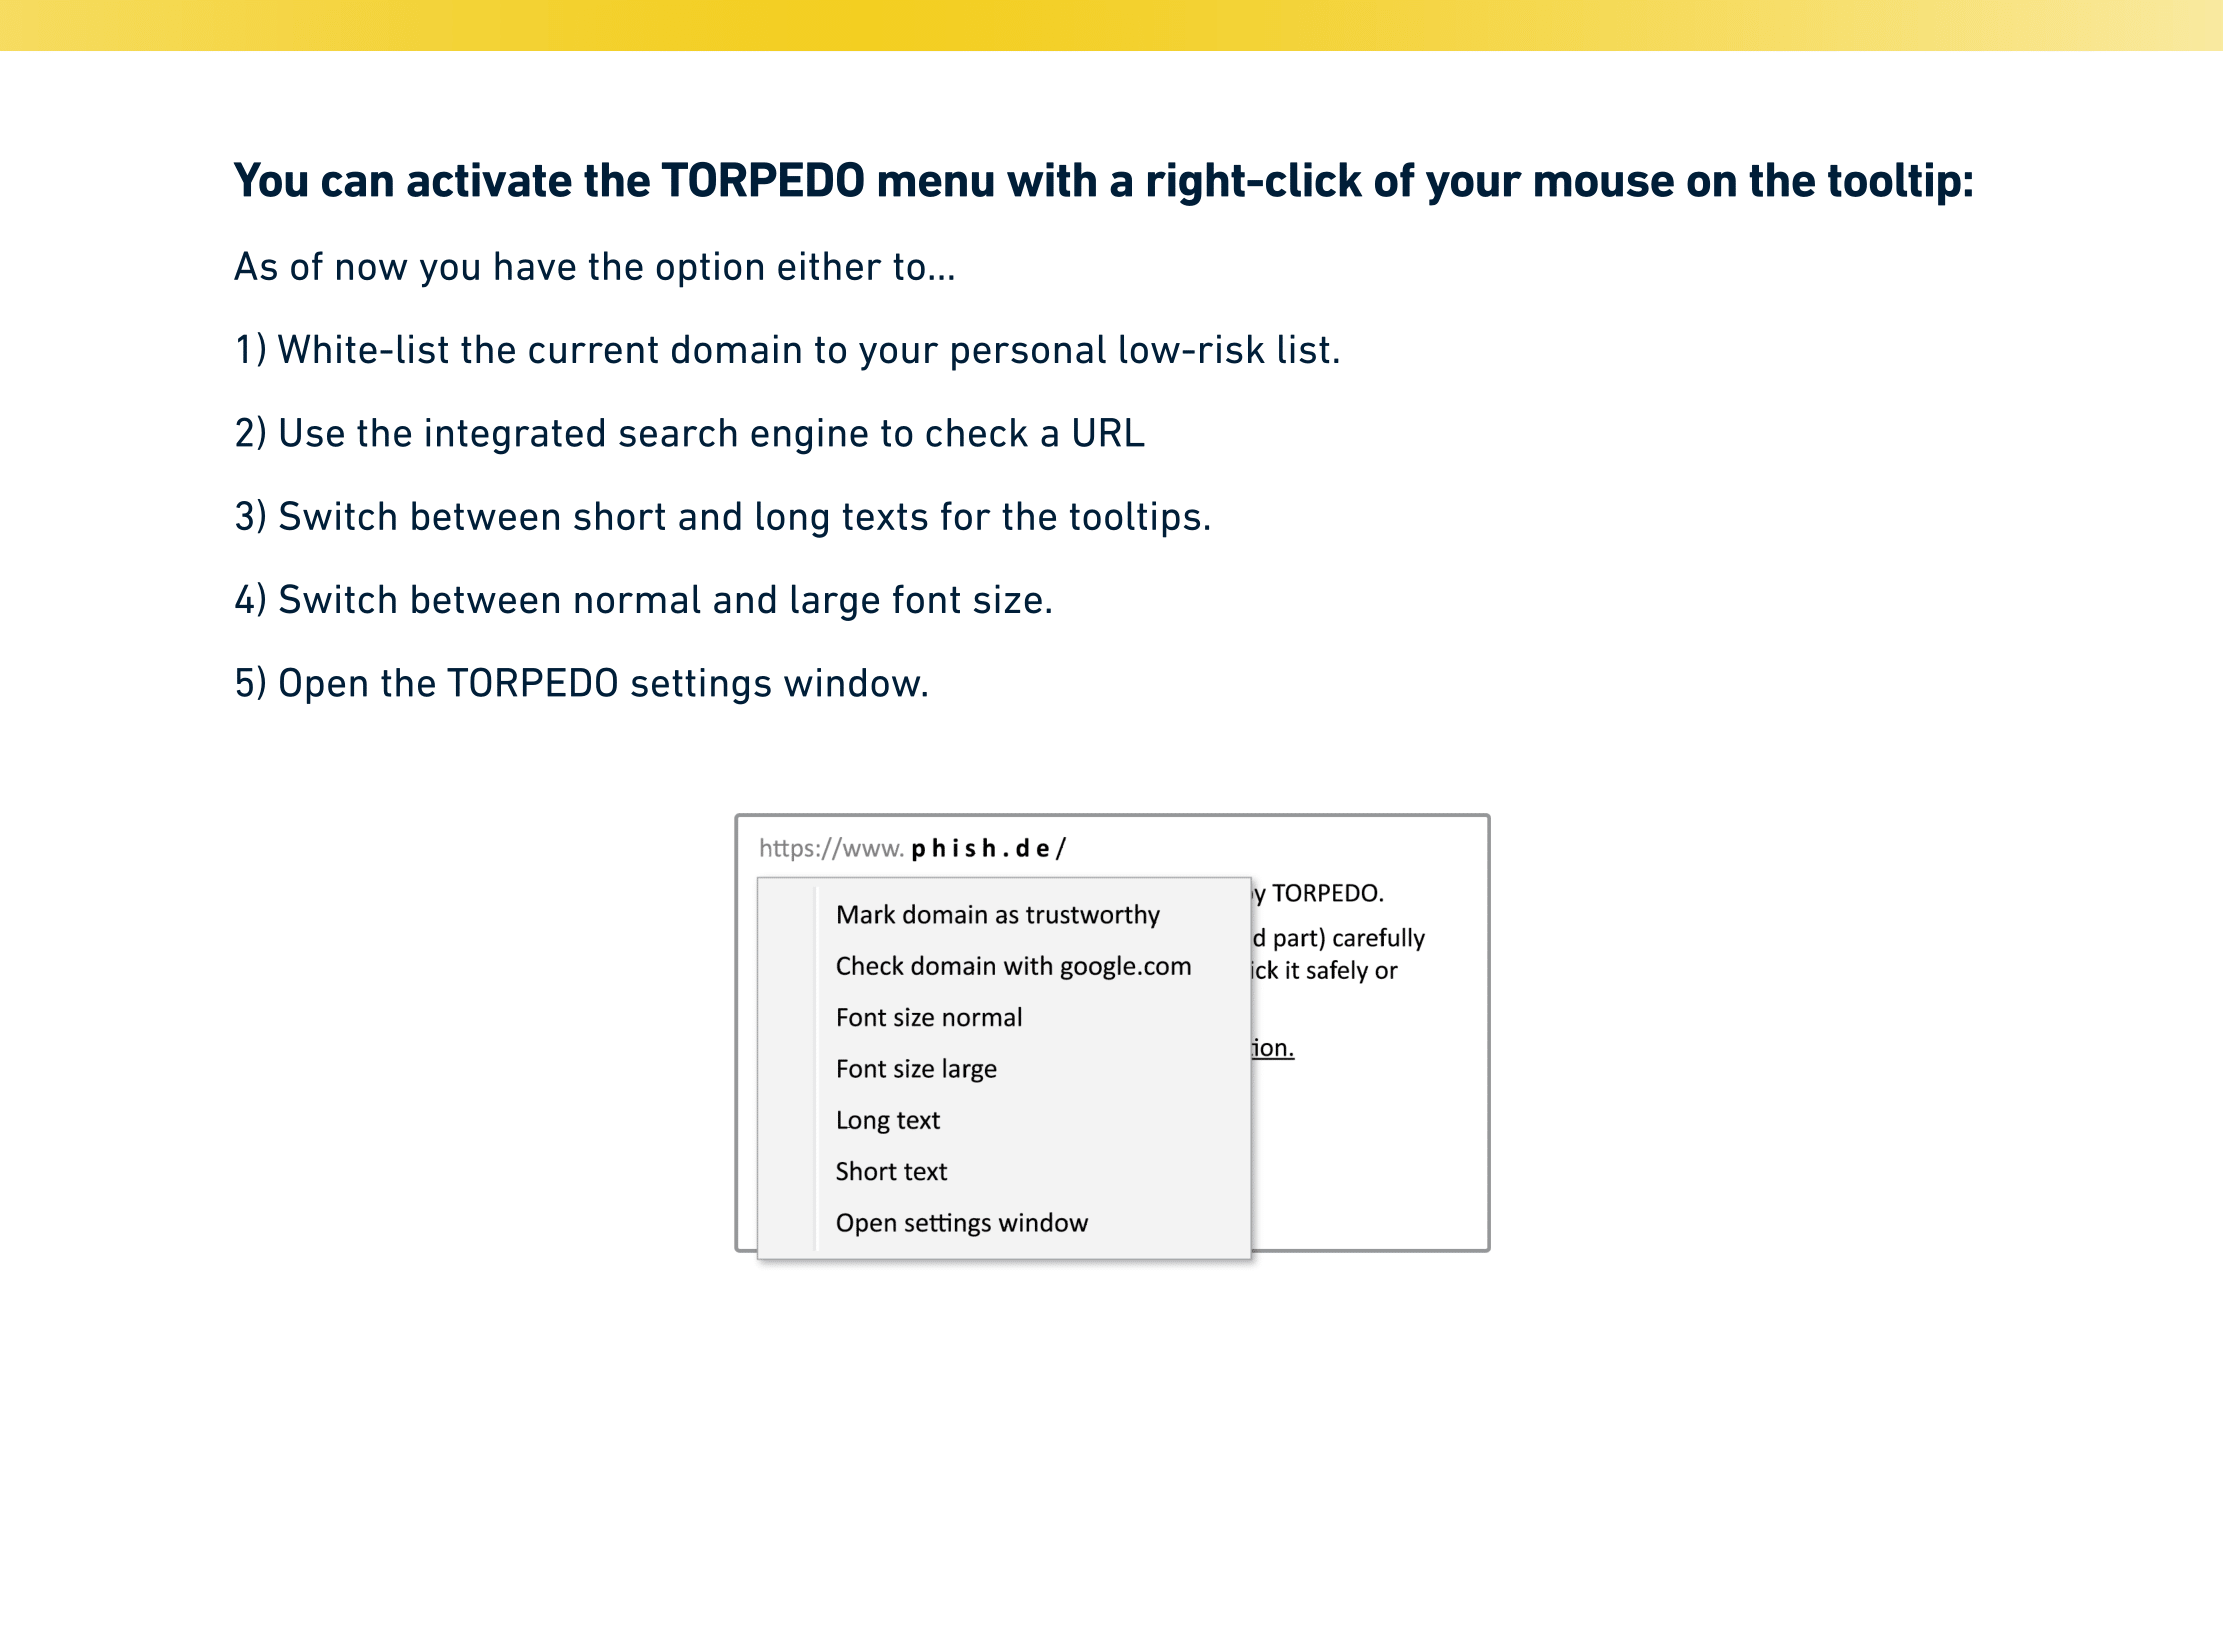 You can activate the TORPEDO menu with a right-click of your mouse on the tooltip:
As of now you have the option either to...
1) White-list the current domain to your personal low-risk list.
2) Use the integrated search engine to check a URL
3) Switch between short and long texts for the tooltips.
4) Switch between normal and large font size.
5) Open the TORPEDO settings window.
https://www.phish.de/
TORPEDO.
Mark domain as trustworthy
part) carefully
Check domain with google.com
it safely or
Font size normal
Font size large
Long text
Short text
Open settings window